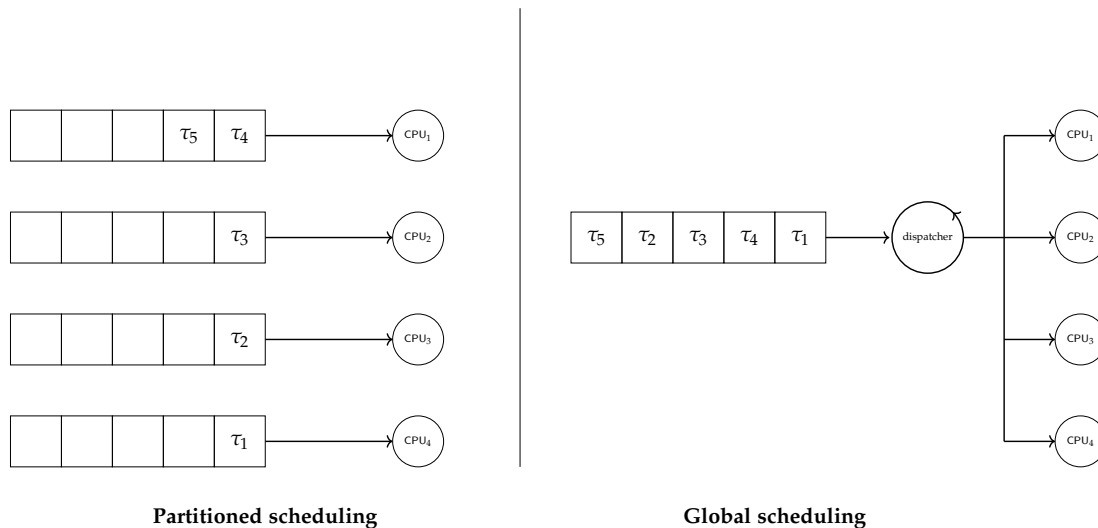 τ5 τ4 CPU1
τ3 CPU2
τ2 CPU3
τ1 CPU4
Partitioned scheduling
CPU1
τ5 τ2 τ3 τ4 τ1 dispatcher CPU2
CPU3
CPU4
Global scheduling